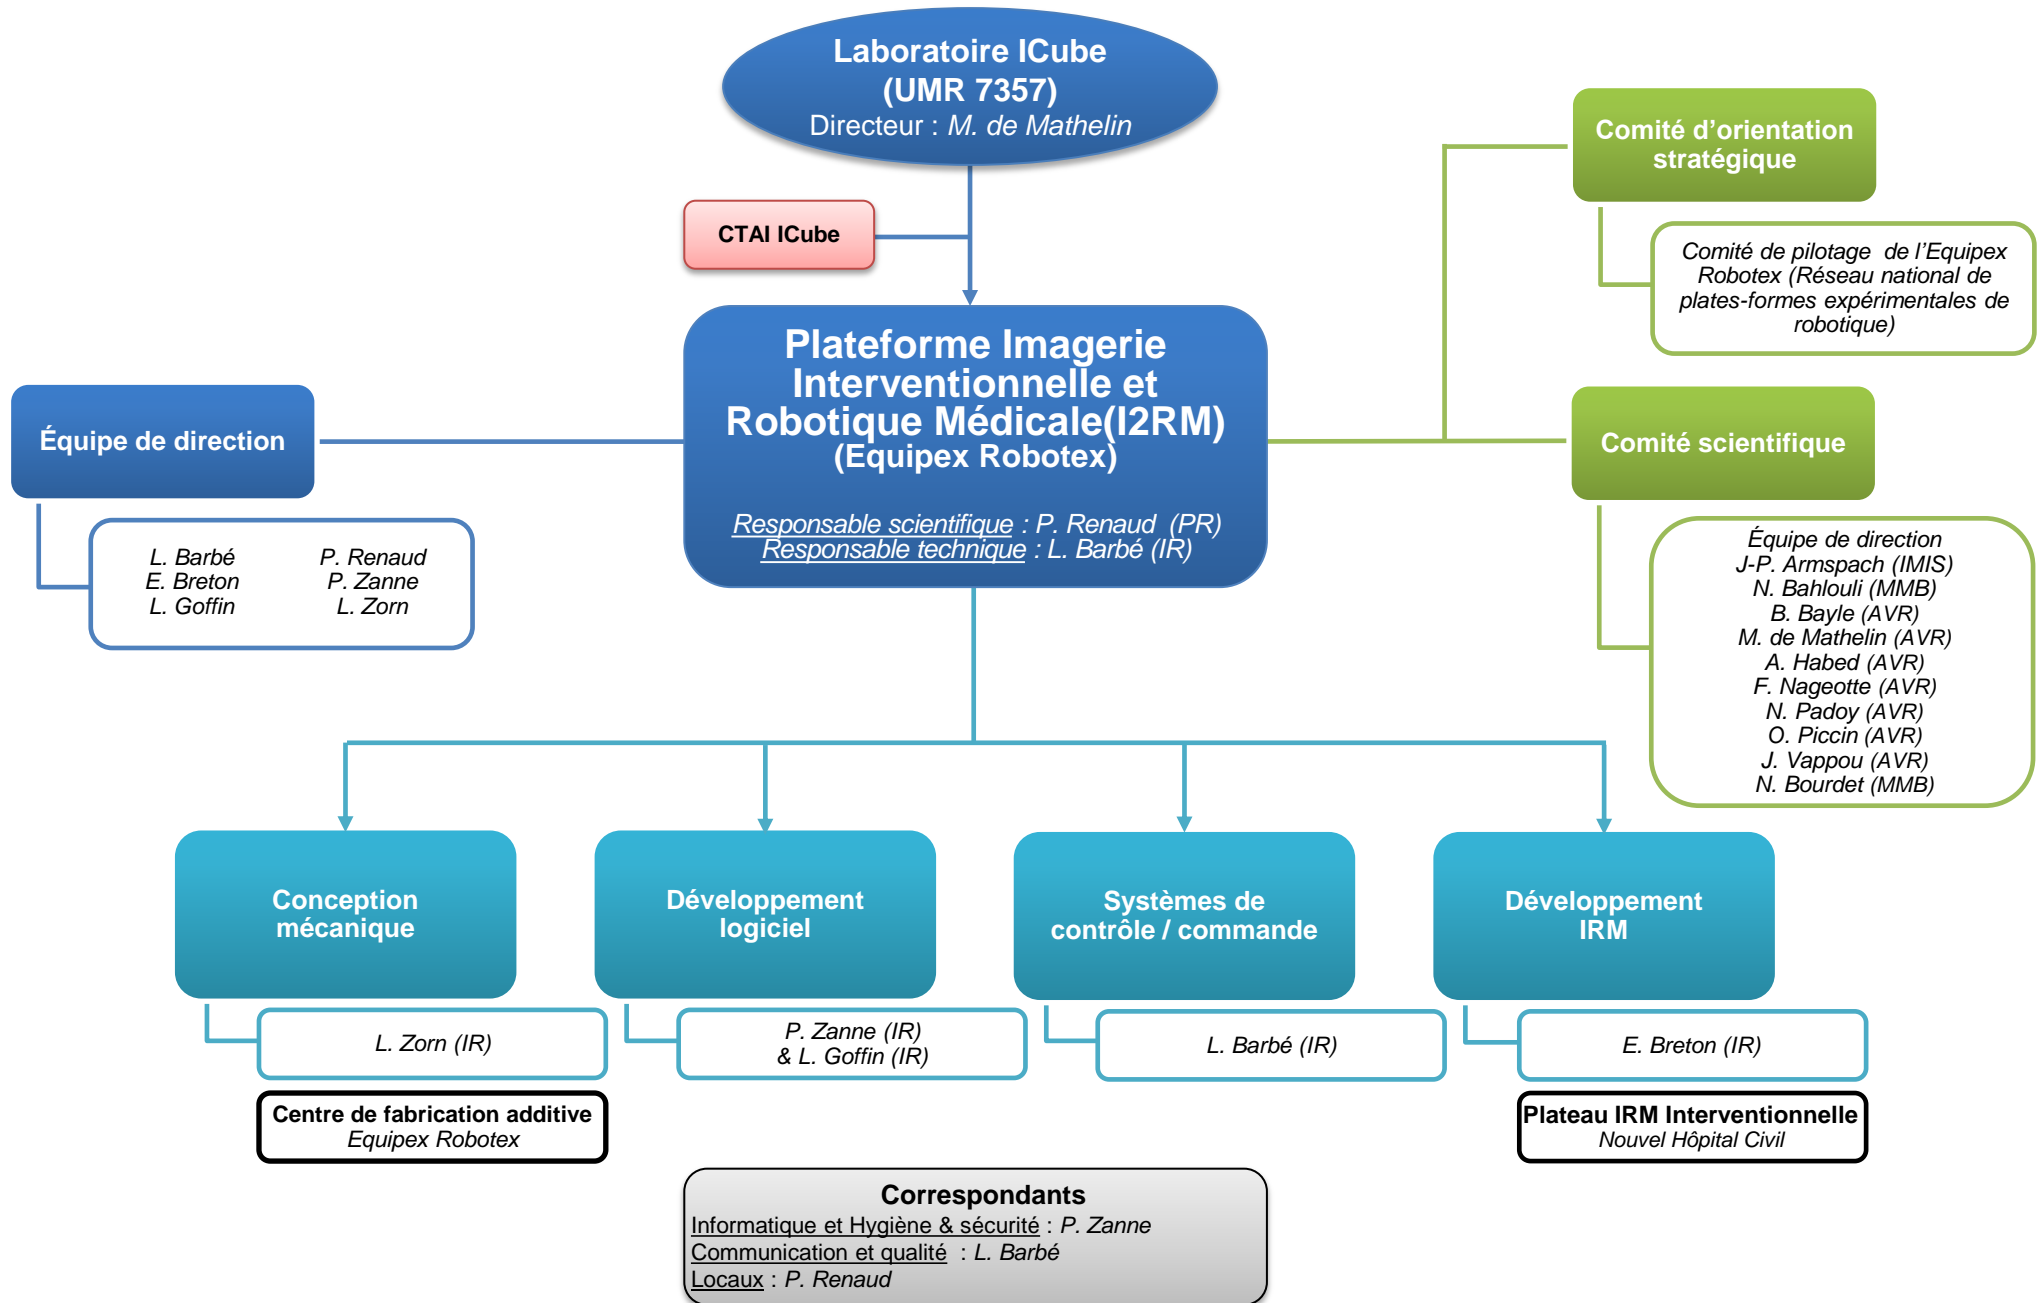 Laboratoire ICube
(UMR 7357)
Directeur : M. de Mathelin
CTAI ICube
Comité d’orientation
stratégique
Comité de pilotage de l’Equipex
Robotex (Réseau national de
plates-formes expérimentales de
robotique)
Plateforme Imagerie
Interventionnelle et
Robotique Médicale(I2RM)
(Equipex Robotex)
Responsable scientifique : P. Renaud (PR)
Responsable technique : L. Barbé (IR)
Équipe de direction
L. Barbé P. Renaud
E. Breton P. Zanne
L. Goffin L. Zorn
Comité scientifique
Équipe de direction
J-P. Armspach (IMIS)
N. Bahlouli (MMB)
B. Bayle (AVR)
M. de Mathelin (AVR)
A. Habed (AVR)
F. Nageotte (AVR)
N. Padoy (AVR)
O. Piccin (AVR)
J. Vappou (AVR)
N. Bourdet (MMB)
Conception
mécanique
L. Zorn (IR)
Centre de fabrication additive
Equipex Robotex
Développement
logiciel
P. Zanne (IR)
& L. Goffin (IR)
Systèmes de
contrôle / commande
L. Barbé (IR)
Développement
IRM
E. Breton (IR)
Plateau IRM Interventionnelle
Nouvel Hôpital Civil
Correspondants
Informatique et Hygiène & sécurité : P. Zanne
Communication et qualité : L. Barbé
Locaux : P. Renaud